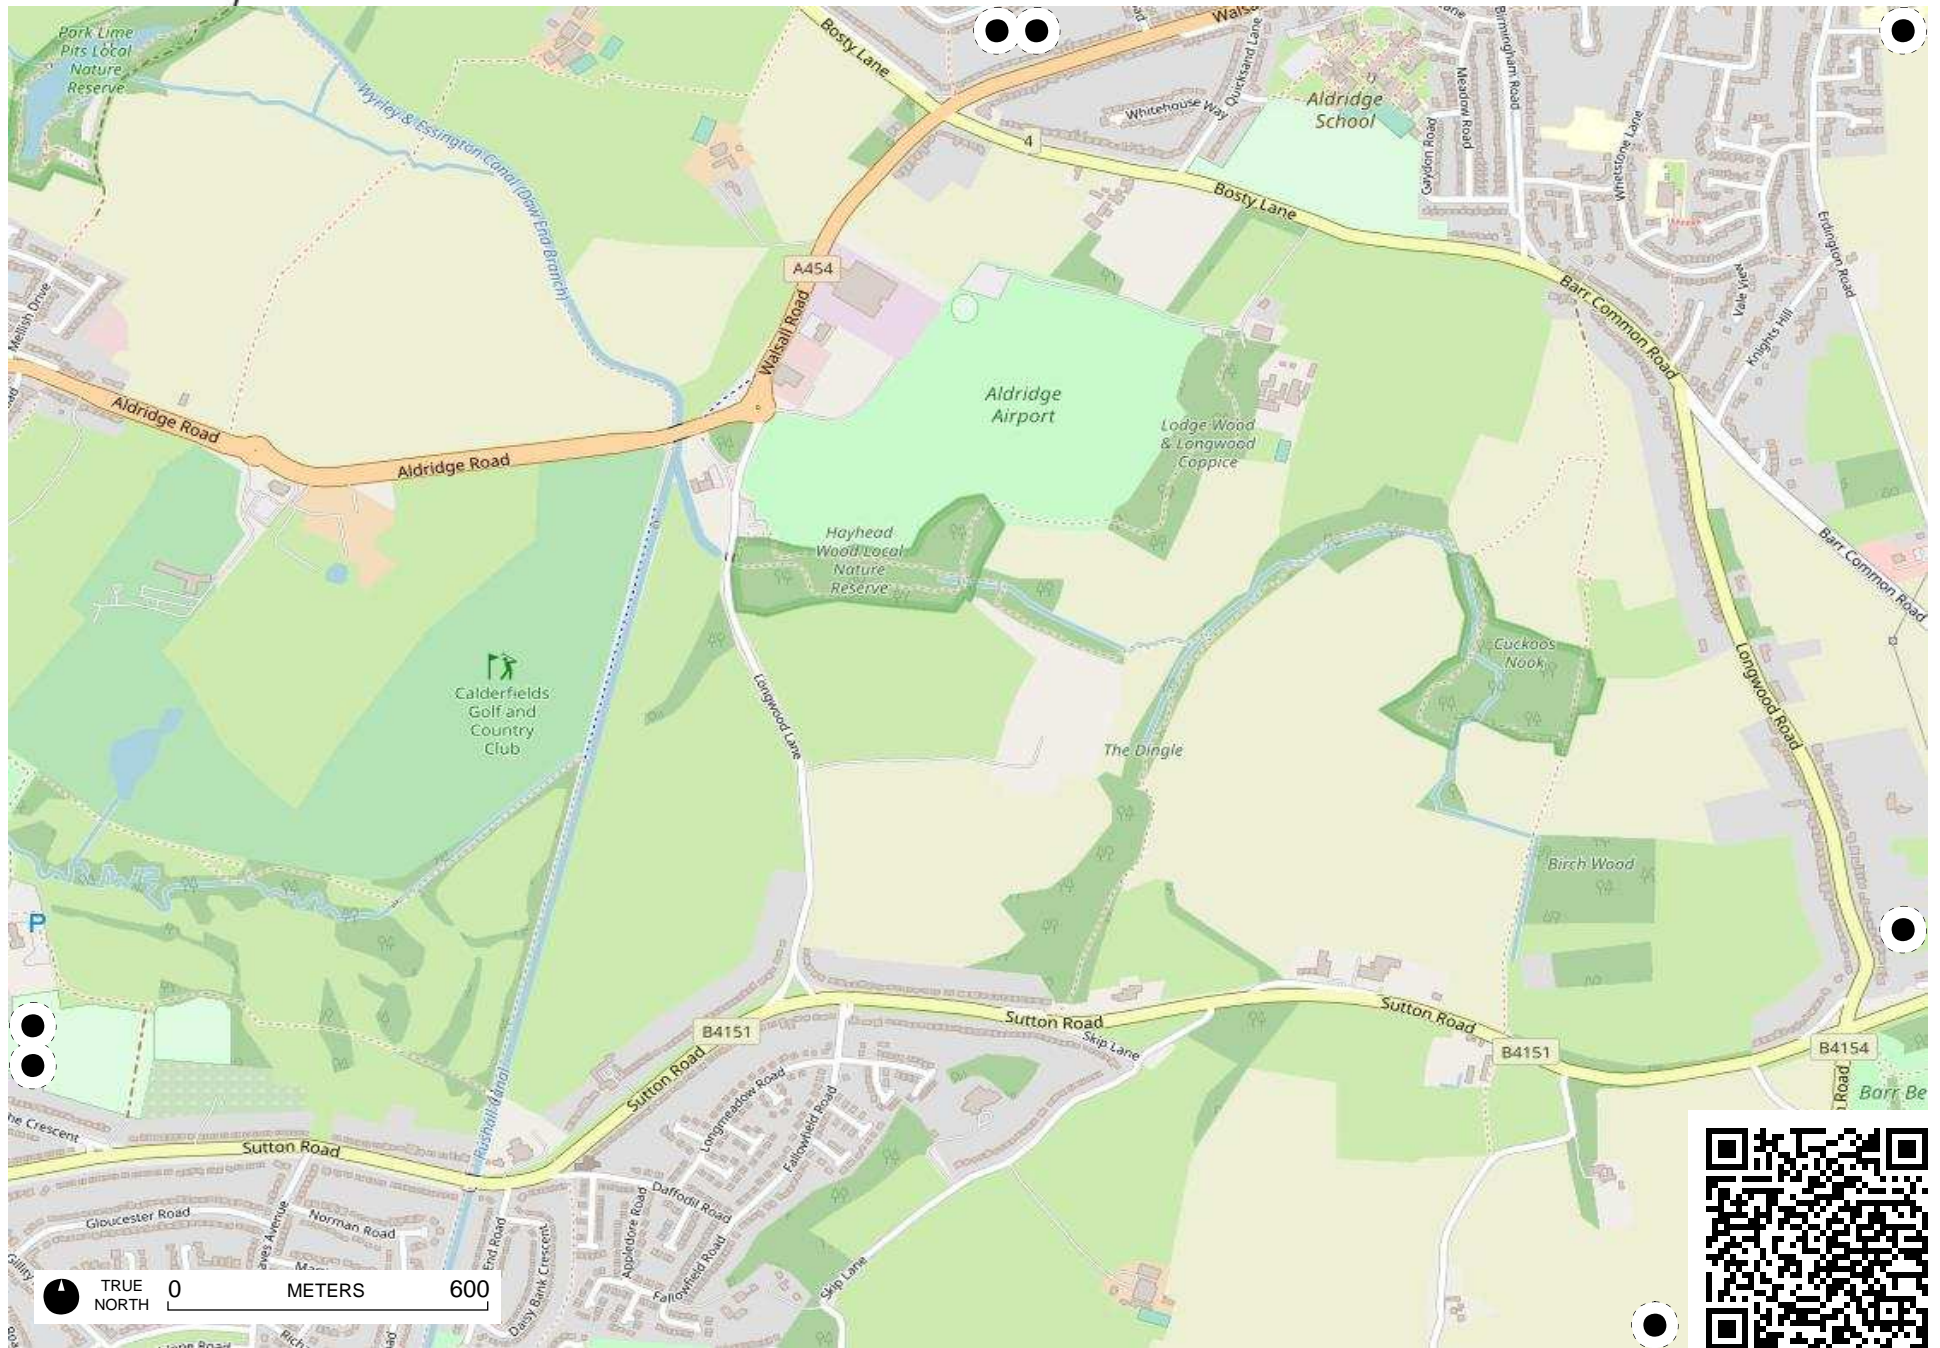 Park Lime
Pits Local
Nature
Reserve
Wyrley & Essington Canal (Daw End Branch)
Bosty Lane
Whitehouse Way
Quicksand Lane
Aldridge
School
Gaydon Road
Meadow Road
Birmingham Road
Whetstone Lane
Erdington Road
4
Bosty Lane
A454
Walsall Road
Vale View
Knights Hill
Barr Common Road
Mellish Drive
Aldridge Road
Aldridge Road
Aldridge
Airport
Lodge Wood
& Longwood
Coppice
Hayhead
Wood Local
Nature
Reserve
Barr Common Road
Cuckoos
Nook
Longwood Road
Calderfields
Golf and
Country
Club
Longwood Lane
The Dingle
Birch Wood
P
B4151
Sutton Road
Skip Lane
Sutton Road
B4151
B4154
Sutton Road
Longmeadow Road
Fallowfield Road
Barr Be
Road
Rushall Canal
Crescent
Sutton Road
Daffodil Road
Gloucester Road
Norman Road
End Road
Daisy Bank Crescent
Appledore Road
Fallowfield Road
Skip Lane
TRUE
NORTH
0 METERS 600